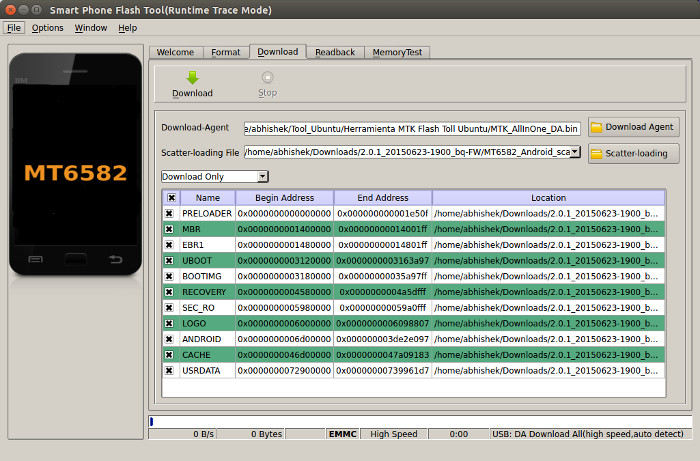 Smart Phone Flash Tool(Runtime Trace Mode)
File Options Window Help
BM
MT6582
Welcome Format Download Readback MemoryTest
Download Stop
Download-Agent e/abhishek/Tool_Ubuntu/Herramienta MTK Flash Toll Ubuntu/MTK_AllInOne_DA.bin Download Agent
Scatter-loading File /home/abhishek/Downloads/2.0.1_20150623-1900_bq-FW/MT6582_Android_sca Scatter-loading
Download Only
Name Begin Address End Address Location
PRELOADER 0x0000000000000000 0x000000000001e50f /home/abhishek/Downloads/2.0.1_20150623-1900_b...
MBR 0x0000000001400000 0x00000000014001ff /home/abhishek/Downloads/2.0.1_20150623-1900_b...
EBR1 0x0000000001480000 0x00000000014801ff /home/abhishek/Downloads/2.0.1_20150623-1900_b...
UBOOT 0x0000000003120000 0x0000000003163a97 /home/abhishek/Downloads/2.0.1_20150623-1900_b...
BOOTIMG 0x0000000003180000 0x00000000035a97ff /home/abhishek/Downloads/2.0.1_20150623-1900_b...
RECOVERY 0x0000000004580000 0x0000000004a5dfff /home/abhishek/Downloads/2.0.1_20150623-1900_b...
SEC_RO 0x0000000005980000 0x00000000059a0fff /home/abhishek/Downloads/2.0.1_20150623-1900_b...
LOGO 0x0000000006000000 0x0000000006098807 /home/abhishek/Downloads/2.0.1_20150623-1900_b...
ANDROID 0x0000000006d00000 0x000000003de2e097 /home/abhishek/Downloads/2.0.1_20150623-1900_b...
CACHE 0x0000000046d00000 0x0000000047a09183 /home/abhishek/Downloads/2.0.1_20150623-1900_b...
USRDATA 0x0000000072900000 0x00000000739961d7 /home/abhishek/Downloads/2.0.1_20150623-1900_b...
0 B/s 0 Bytes EMMC High Speed 0:00 USB: DA Download All(high speed,auto detect)